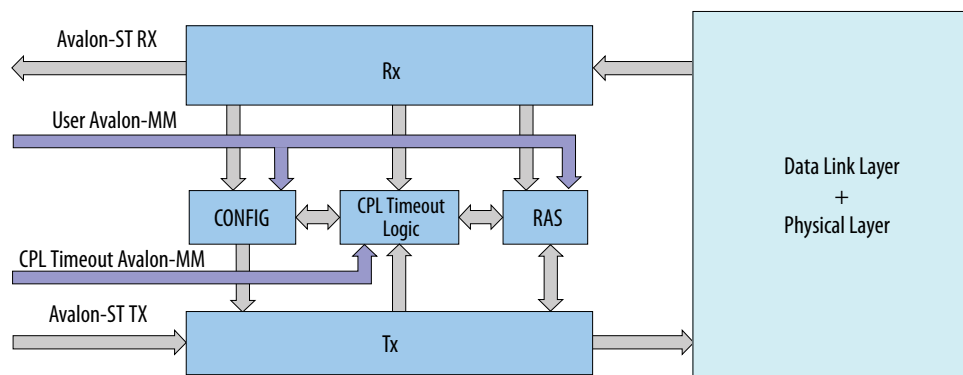 Avalon-ST RX
Rx
User Avalon-MM
Data Link Layer
+
Physical Layer
CONFIG
CPL Timeout
Logic
RAS
CPL Timeout Avalon-MM
Avalon-ST TX
Tx